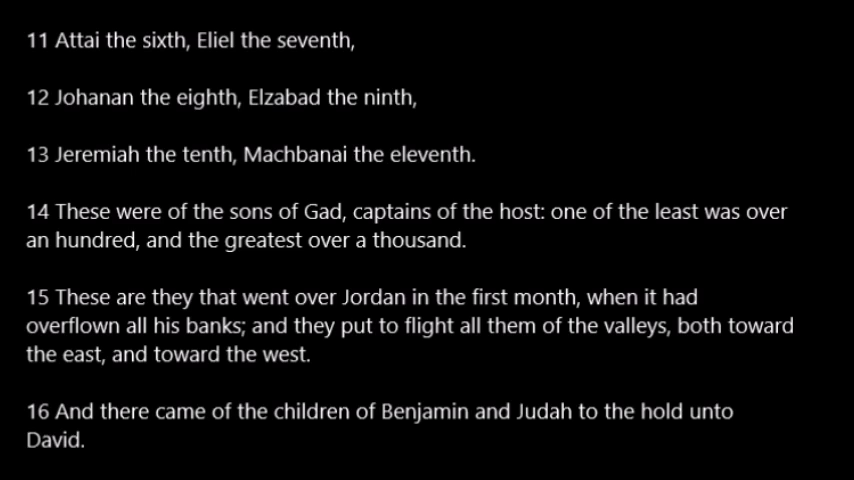 11 Attai the sixth, Eliel the seventh,
12 Johanan the eighth, Elzabad the ninth,
13 Jeremiah the tenth, Machbanai the eleventh.
14 These were of the sons of Gad, captains of the host: one of the least was over
an hundred, and the greatest over a thousand.
15 These are they that went over Jordan in the first month, when it had
overflown all his banks; and they put to flight all them of the valleys, both toward
the east, and toward the west.
16 And there came of the children of Benjamin and Judah to the hold unto
David.